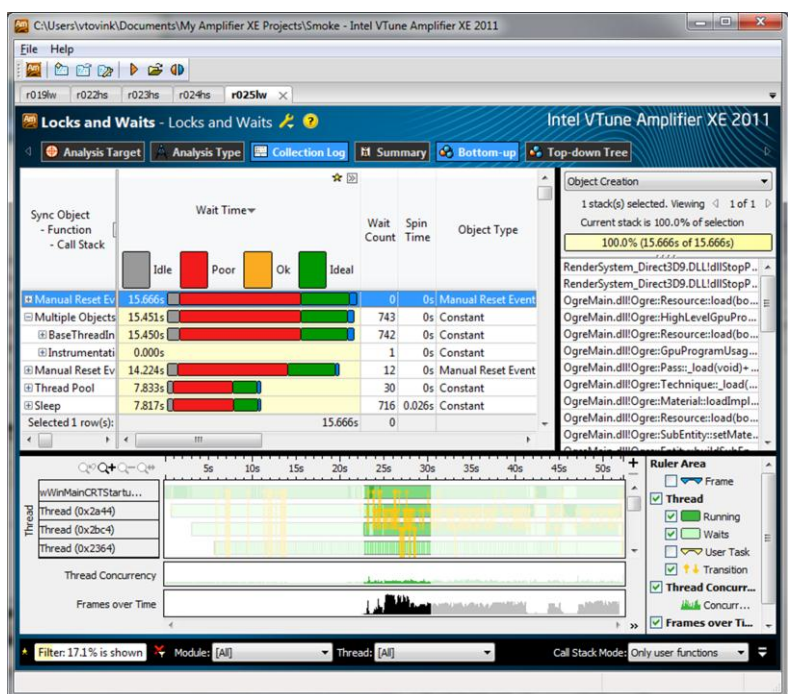 C:\Users\vtovink\Documents\My Amplifier XE Projects\Smoke - Intel VTune Amplifier XE 2011
File Help
r019lw r022hs r023hs r024hs r025lw
Locks and Waits - Locks and Waits Intel VTune Amplifier XE 2011
Analysis Target Analysis Type Collection Log Summary Bottom-up Top-down Tree
Sync Object
- Function
- Call Stack
Wait Time
Idle Poor Ok Ideal
Wait Count
Spin Time
Object Type
Manual Reset Ev 15.666s 0 0s Manual Reset Event
Multiple Objects 15.451s 743 0s Constant
BaseThreadIn 15.450s 742 0s Constant
Instrumentati 0.000s 1 0s Constant
Manual Reset Ev 14.224s 12 0s Manual Reset Event
Thread Pool 7.833s 30 0s Constant
Sleep 7.817s 716 0.026s Constant
Selected 1 row(s): 15.666s 0
Object Creation
1 stack(s) selected. Viewing 1 of 1
Current stack is 100.0% of selection
100.0% (15.666s of 15.666s)
RenderSystem_Direct3D9.DLL!dllStopP...
RenderSystem_Direct3D9.DLL!dllStopP...
OgreMain.dll!Ogre::Resource::load(bo...
OgreMain.dll!Ogre::HighLevelGpuPro...
OgreMain.dll!Ogre::Resource::load(bo...
OgreMain.dll!Ogre::GpuProgramUsag...
OgreMain.dll!Ogre::Pass::_load(void)+...
OgreMain.dll!Ogre::Technique::_load(...
OgreMain.dll!Ogre::Material::loadImpl...
OgreMain.dll!Ogre::Resource::load(bo...
OgreMain.dll!Ogre::SubEntity::setMate...
5s 10s 15s 20s 25s 30s 35s 40s 45s 50s
Thread
wWinMainCRTStartu...
Thread (0x2a44)
Thread (0x2bc4)
Thread (0x2364)
Thread Concurrency
Frames over Time
Ruler Area
Frame
Thread
Running
Waits
User Task
Transition
Thread Concurr...
Concurr...
Frames over Ti...
Filter: 17.1% is shown Module: [All] Thread: [All] Call Stack Mode: Only user functions